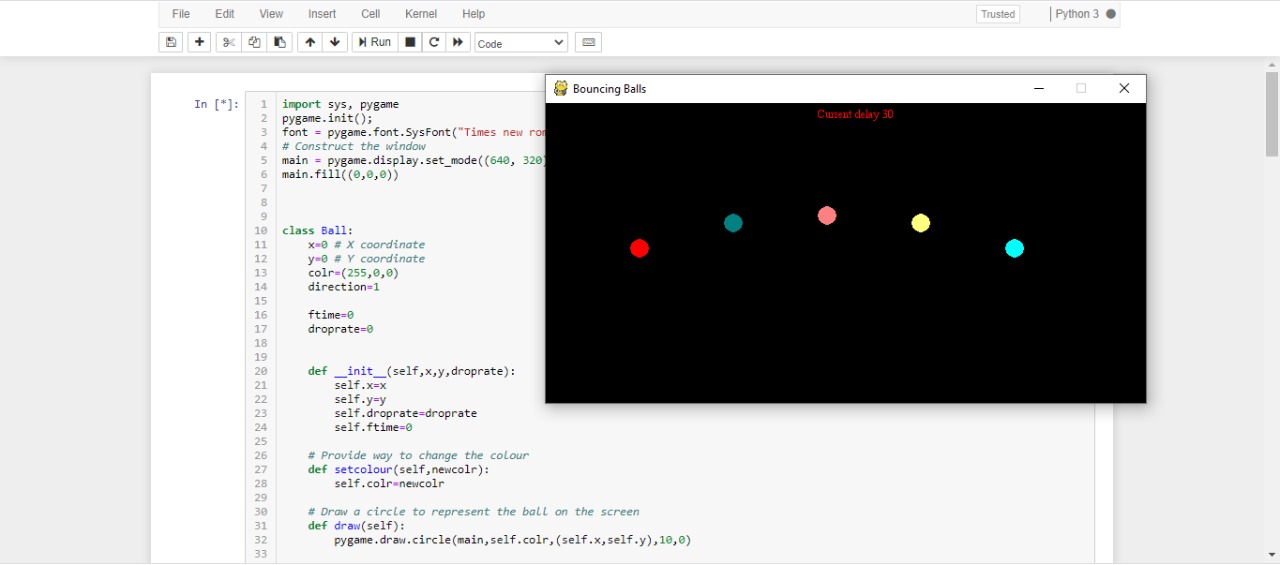 File Edit View Insert Cell Kernel Help Trusted Python 3
Run Code
Bouncing Balls
Current delay 30
In [*]:
1 import sys, pygame
2 pygame.init();
3 font = pygame.font.SysFont("Times new
4 # Construct the window
5 main = pygame.display.set_mode((640, 320)
6 main.fill((0,0,0))
7
8
9
10 class Ball:
11 x=0 # X coordinate
12 y=0 # Y coordinate
13 colr=(255,0,0)
14 direction=1
15
16 ftime=0
17 droprate=0
18
19
20 def __init__(self,x,y,droprate):
21 self.x=x
22 self.y=y
23 self.droprate=droprate
24 self.ftime=0
25
26 # Provide way to change the colour
27 def setcolour(self,newcolr):
28 self.colr=newcolr
29
30 # Draw a circle to represent the ball on the screen
31 def draw(self):
32 pygame.draw.circle(main,self.colr,(self.x,self.y),10,0)
33